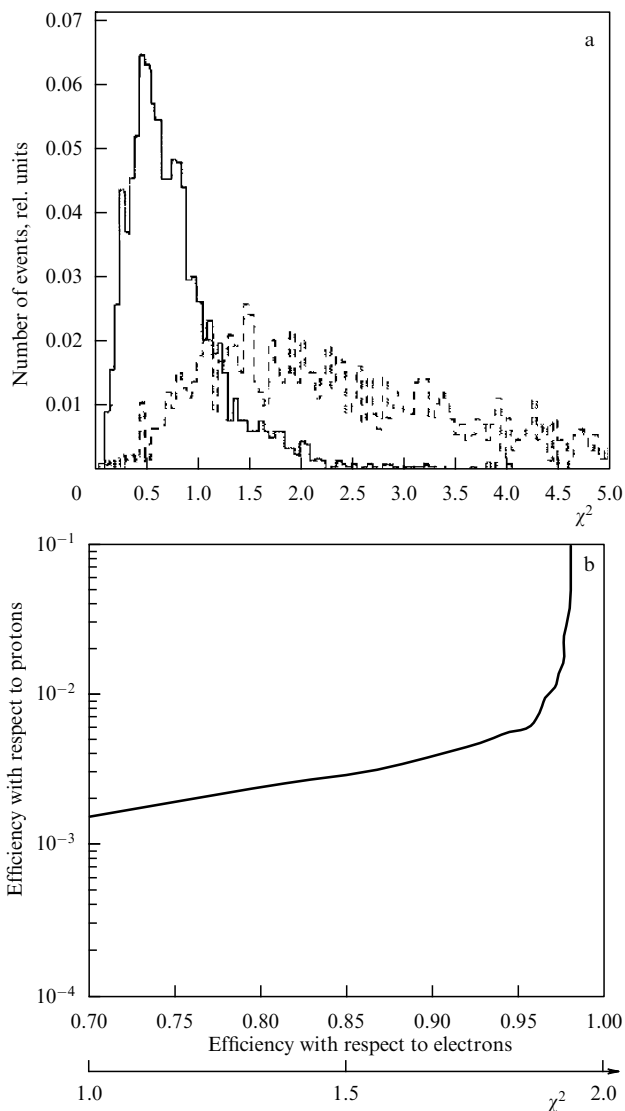 a
0.07
0.06
0.05
0.04
0.03
0.02
0.01
Number of events, rel. units
0 0.5 1.0 1.5 2.0 2.5 3.0 3.5 4.0 4.5 5.0
χ²
b
10⁻¹
10⁻²
10⁻³
10⁻⁴
Efficiency with respect to protons
0.70 0.75 0.80 0.85 0.90 0.95 1.00
Efficiency with respect to electrons
1.0 1.5 χ² 2.0